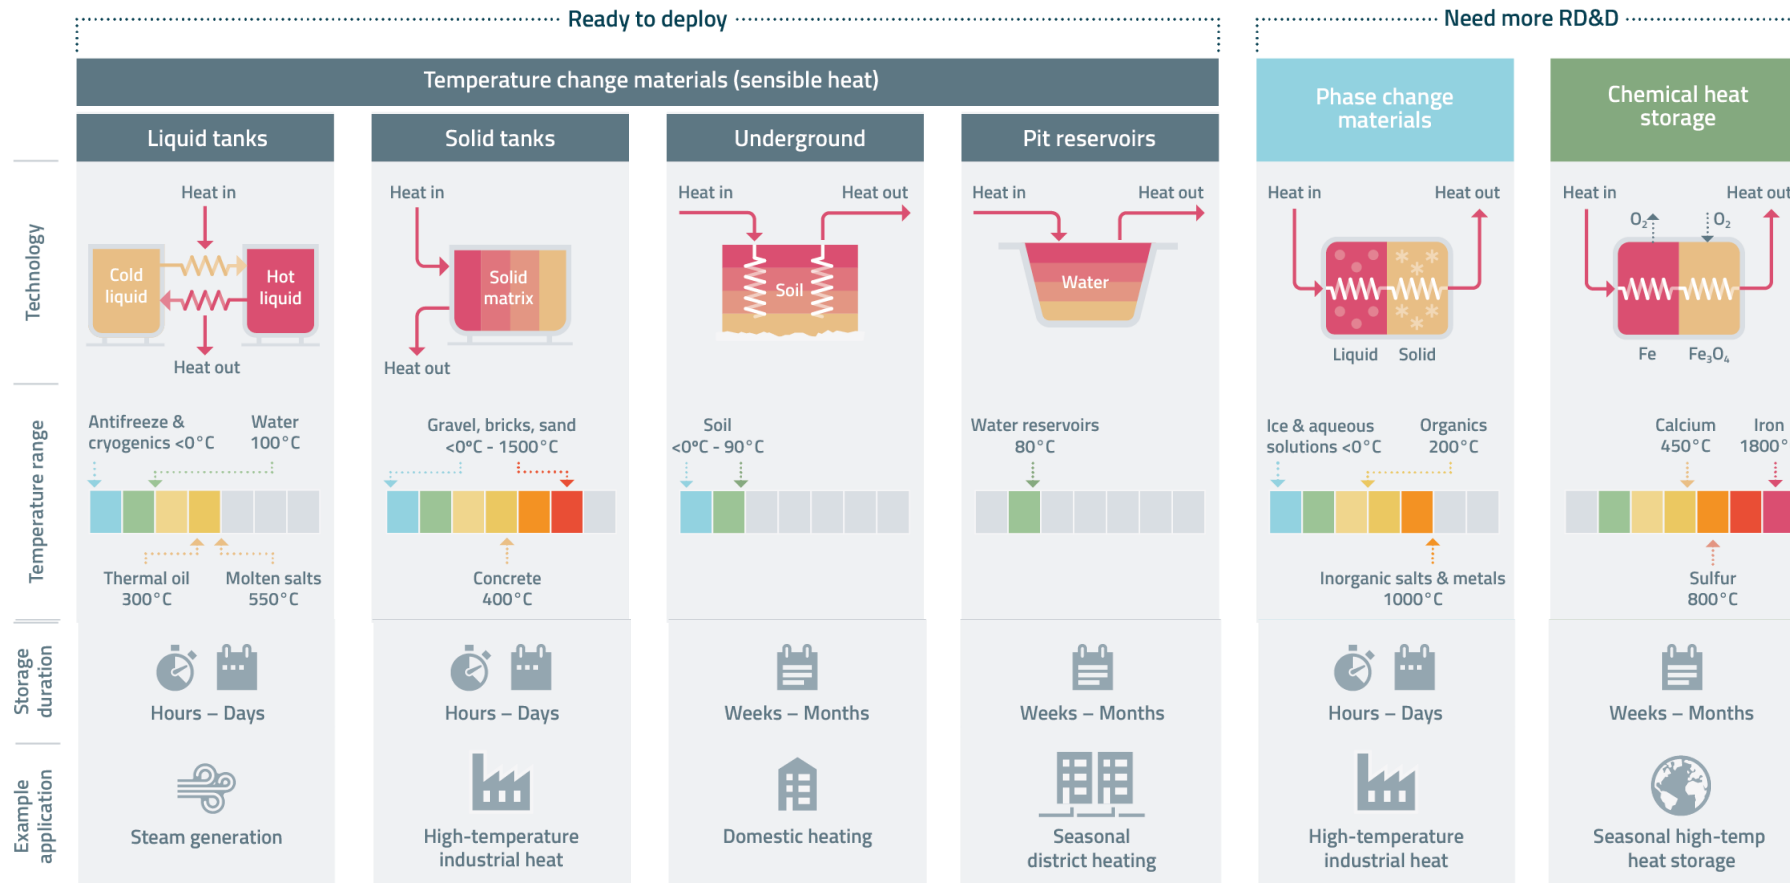 Ready to deploy
Need more RD&D
Temperature change materials (sensible heat)
Phase change
materials
Chemical heat
storage
Liquid tanks
Solid tanks
Underground
Pit reservoirs
Technology
Heat in
Cold
liquid
Hot
liquid
Heat out
Heat in
Solid
matrix
Heat out
Heat in
Heat out
Soil
Heat in
Heat out
Water
Heat in
Heat out
Liquid
Solid
Heat in
Heat out
O₂
O₂
Fe
Fe₃O₄
Temperature range
Antifreeze &
cryogenics <0°C
Water
100°C
Thermal oil
300°C
Molten salts
550°C
Gravel, bricks, sand
<0°C - 1500°C
Concrete
400°C
Soil
<0°C - 90°C
Water reservoirs
80°C
Ice & aqueous
solutions <0°C
Organics
200°C
Inorganic salts & metals
1000°C
Calcium
450°C
Iron
1800°
Sulfur
800°C
Storage
duration
Hours – Days
Hours – Days
Weeks – Months
Weeks – Months
Hours – Days
Weeks – Months
Example
application
Steam generation
High-temperature
industrial heat
Domestic heating
Seasonal
district heating
High-temperature
industrial heat
Seasonal high-temp
heat storage